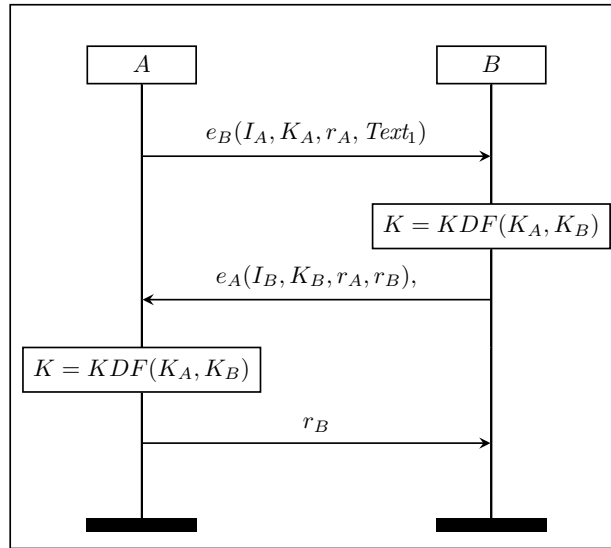 A B
e_B(I_A, K_A, r_A, Text_1)
K = KDF(K_A, K_B)
e_A(I_B, K_B, r_A, r_B),
K = KDF(K_A, K_B)
r_B